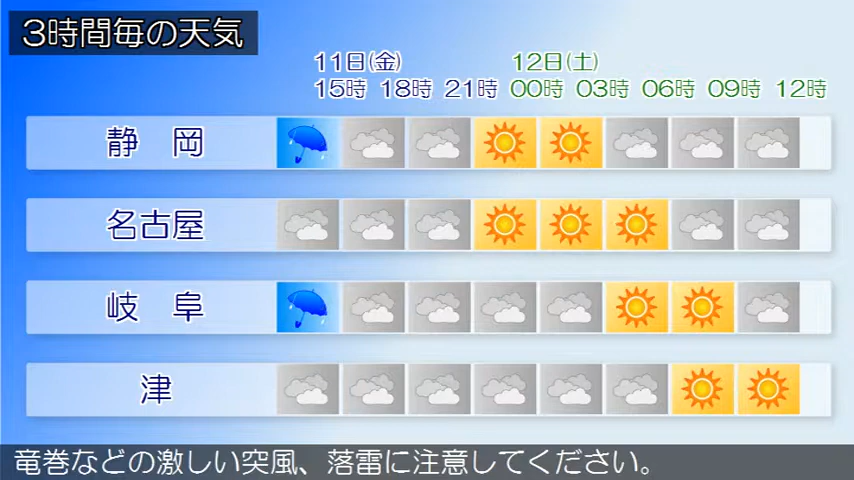 3時間毎の天気
11日(金) 12日(土)
15時 18時 21時 00時 03時 06時 09時 12時
静 岡
名古屋
岐 阜
津
竜巻などの激しい突風、落雷に注意してください。